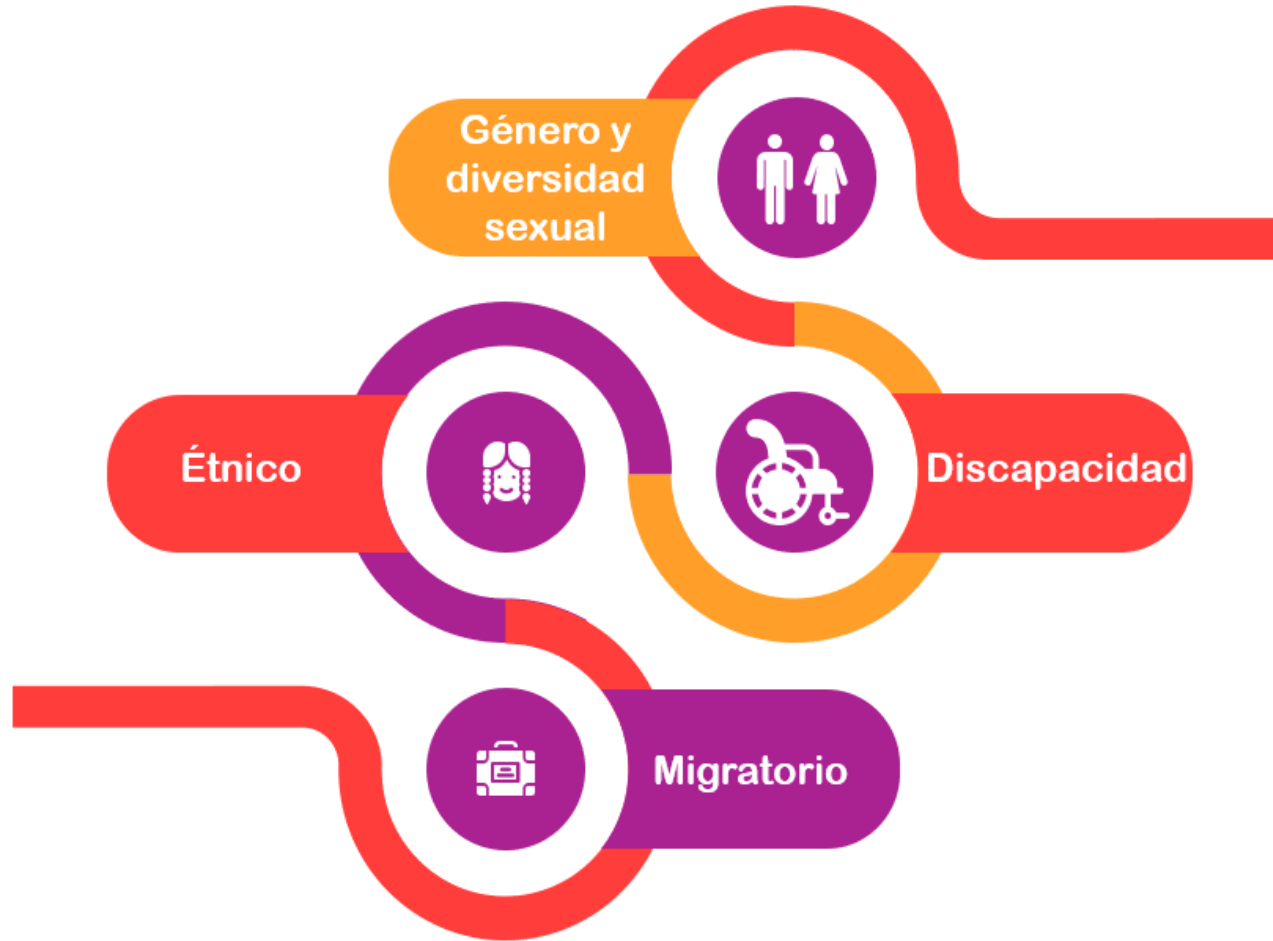 Género y
diversidad
sexual
Étnico
Discapacidad
Migratorio